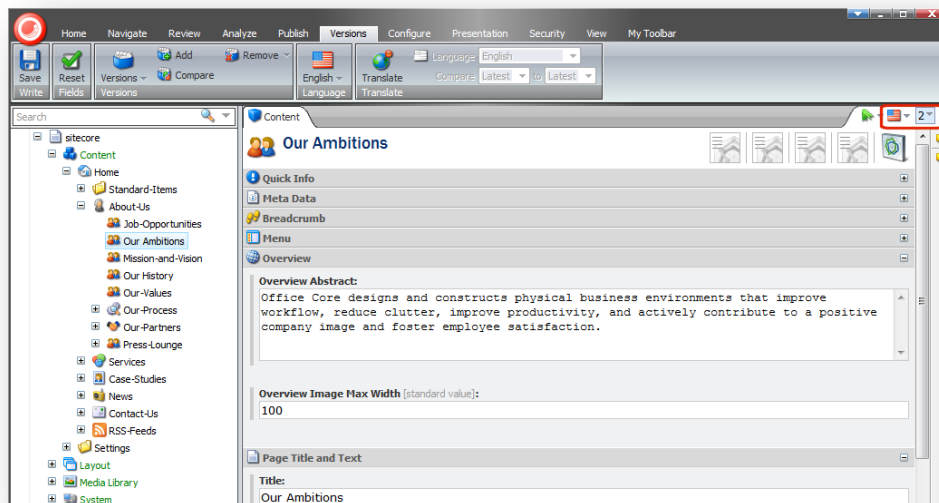 Home Navigate Review Analyze Publish Versions Configure Presentation Security View My Toolbar
Save
Write
Reset
Fields
Versions
Add
Compare
Remove
Versions
English
Language
Translate
Language English
Compare Latest to Latest
Translate
Search
sitecore
Content
Home
Standard-Items
About-Us
Job-Opportunities
Our Ambitions
Mission-and-Vision
Our History
Our-Values
Our-Process
Our-Partners
Press-Lounge
Services
Case-Studies
News
Contact-Us
RSS-Feeds
Settings
Layout
Media Library
System
Content
2
Our Ambitions
Quick Info
Meta Data
Breadcrumb
Menu
Overview
Overview Abstract:
Office Core designs and constructs physical business environments that improve
workflow, reduce clutter, improve productivity, and actively contribute to a positive
company image and foster employee satisfaction.
Overview Image Max Width [standard value]:
100
Page Title and Text
Title:
Our Ambitions